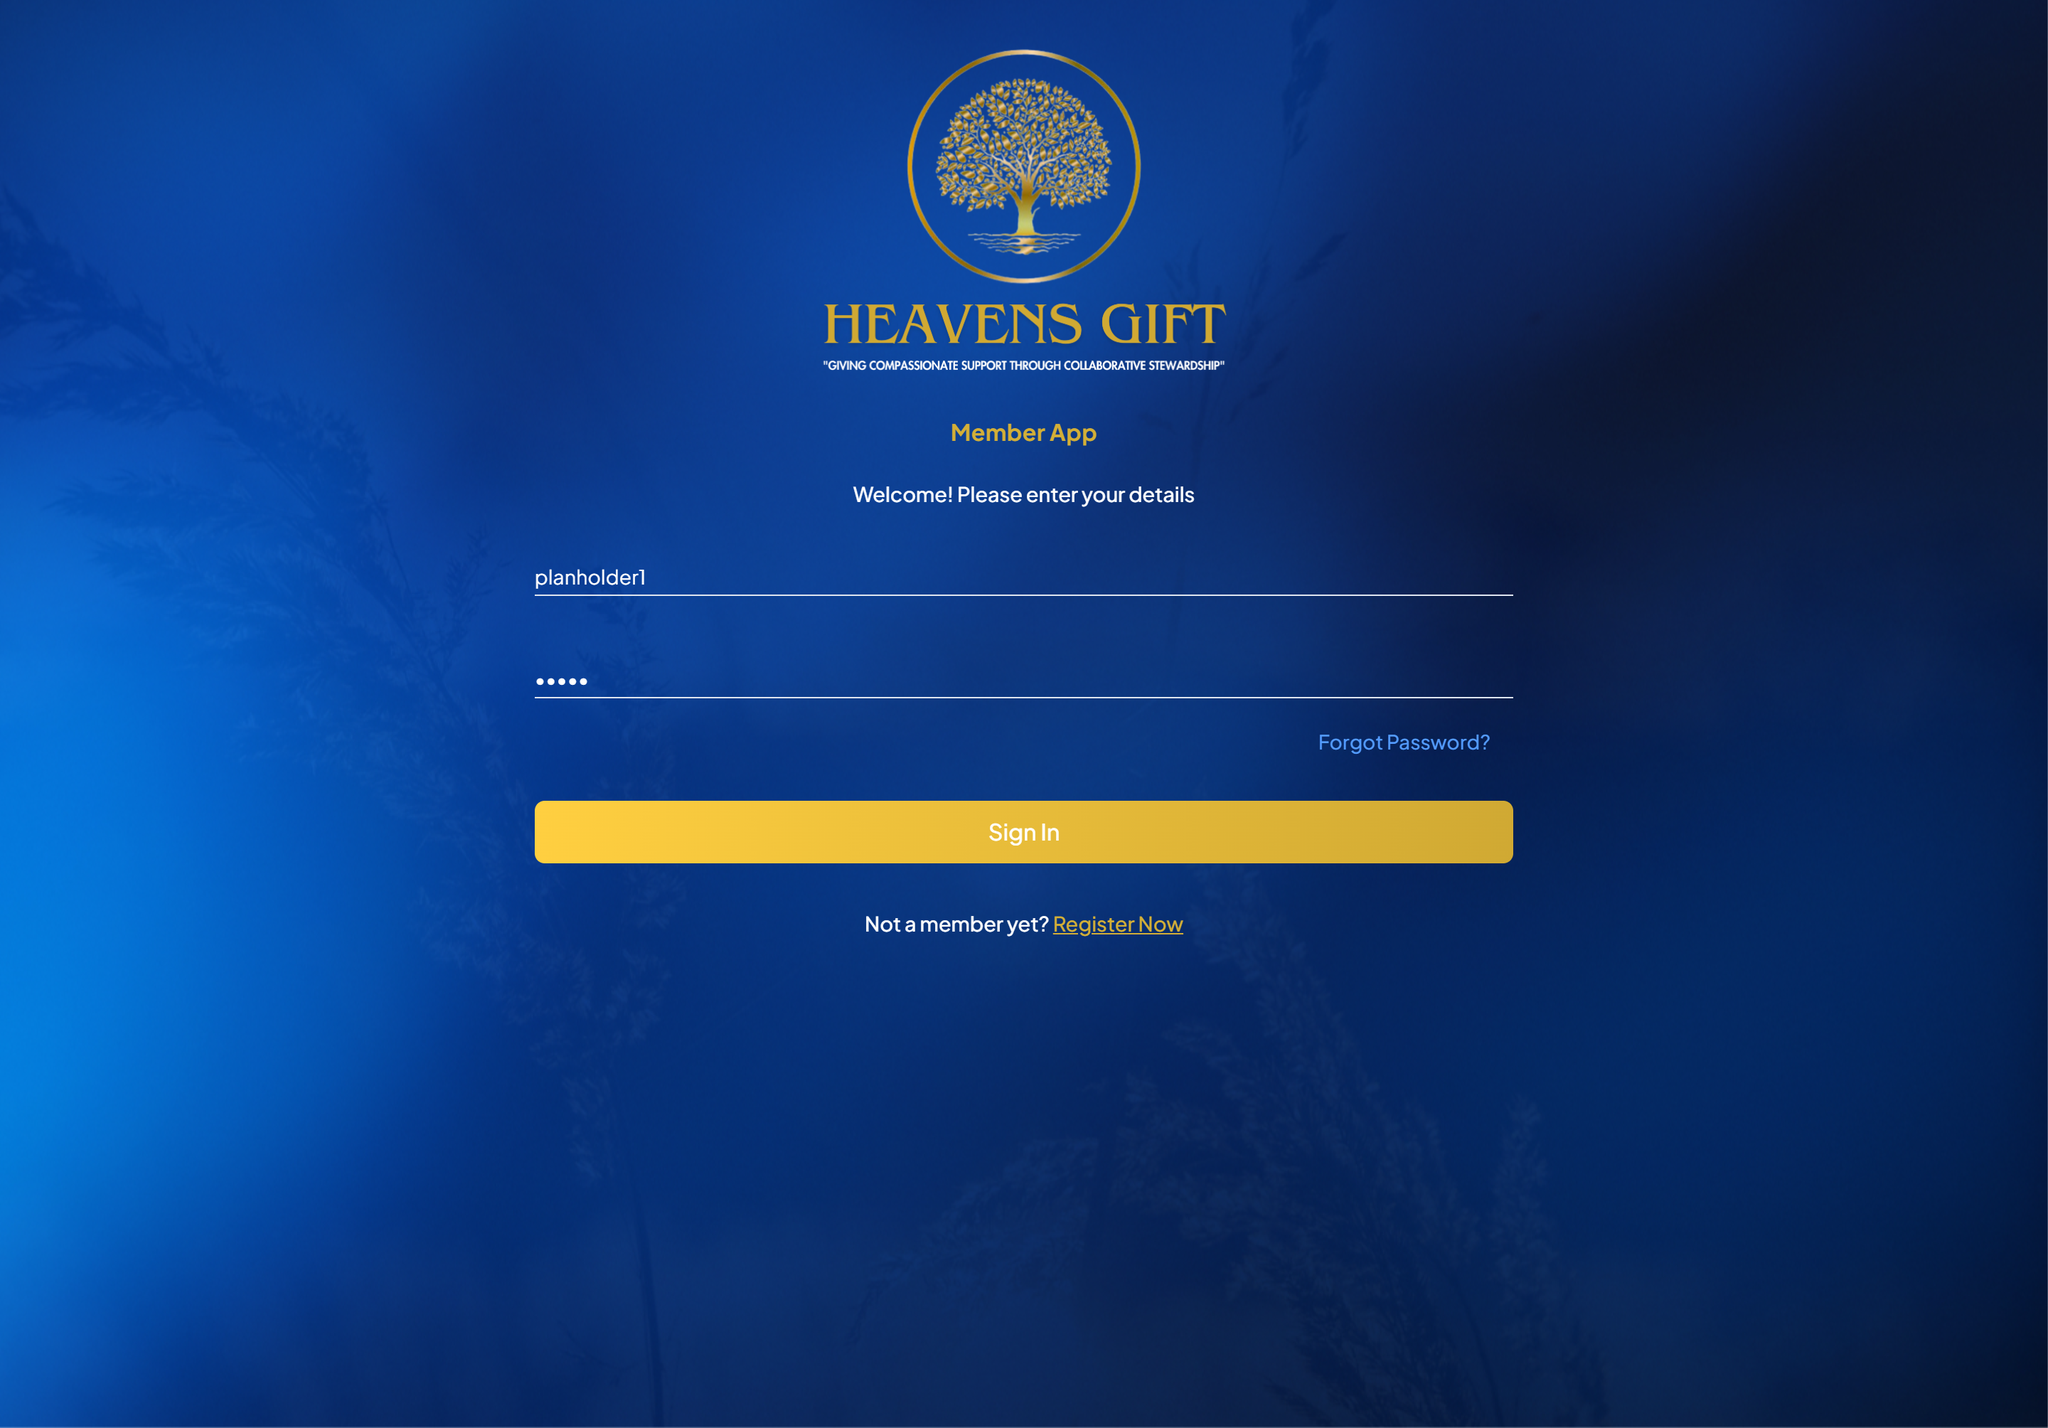 HEAVENS GIFT
"GIVING COMPASSIONATE SUPPORT THROUGH COLLABORATIVE STEWARDSHIP"
Member App
Welcome! Please enter your details
planholder1
•••••
Forgot Password?
Sign In
Not a member yet? Register Now